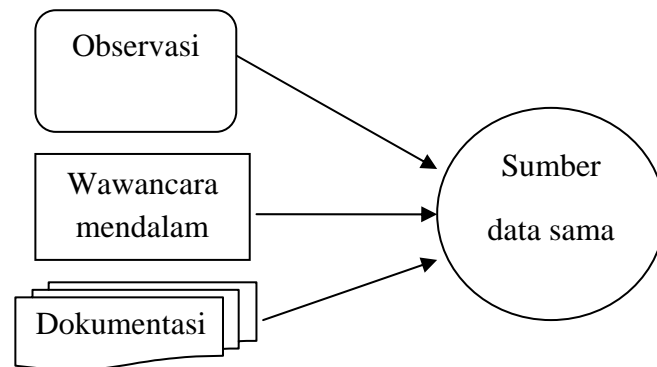 Observasi
Wawancara
mendalam
Dokumentasi
Sumber
data sama